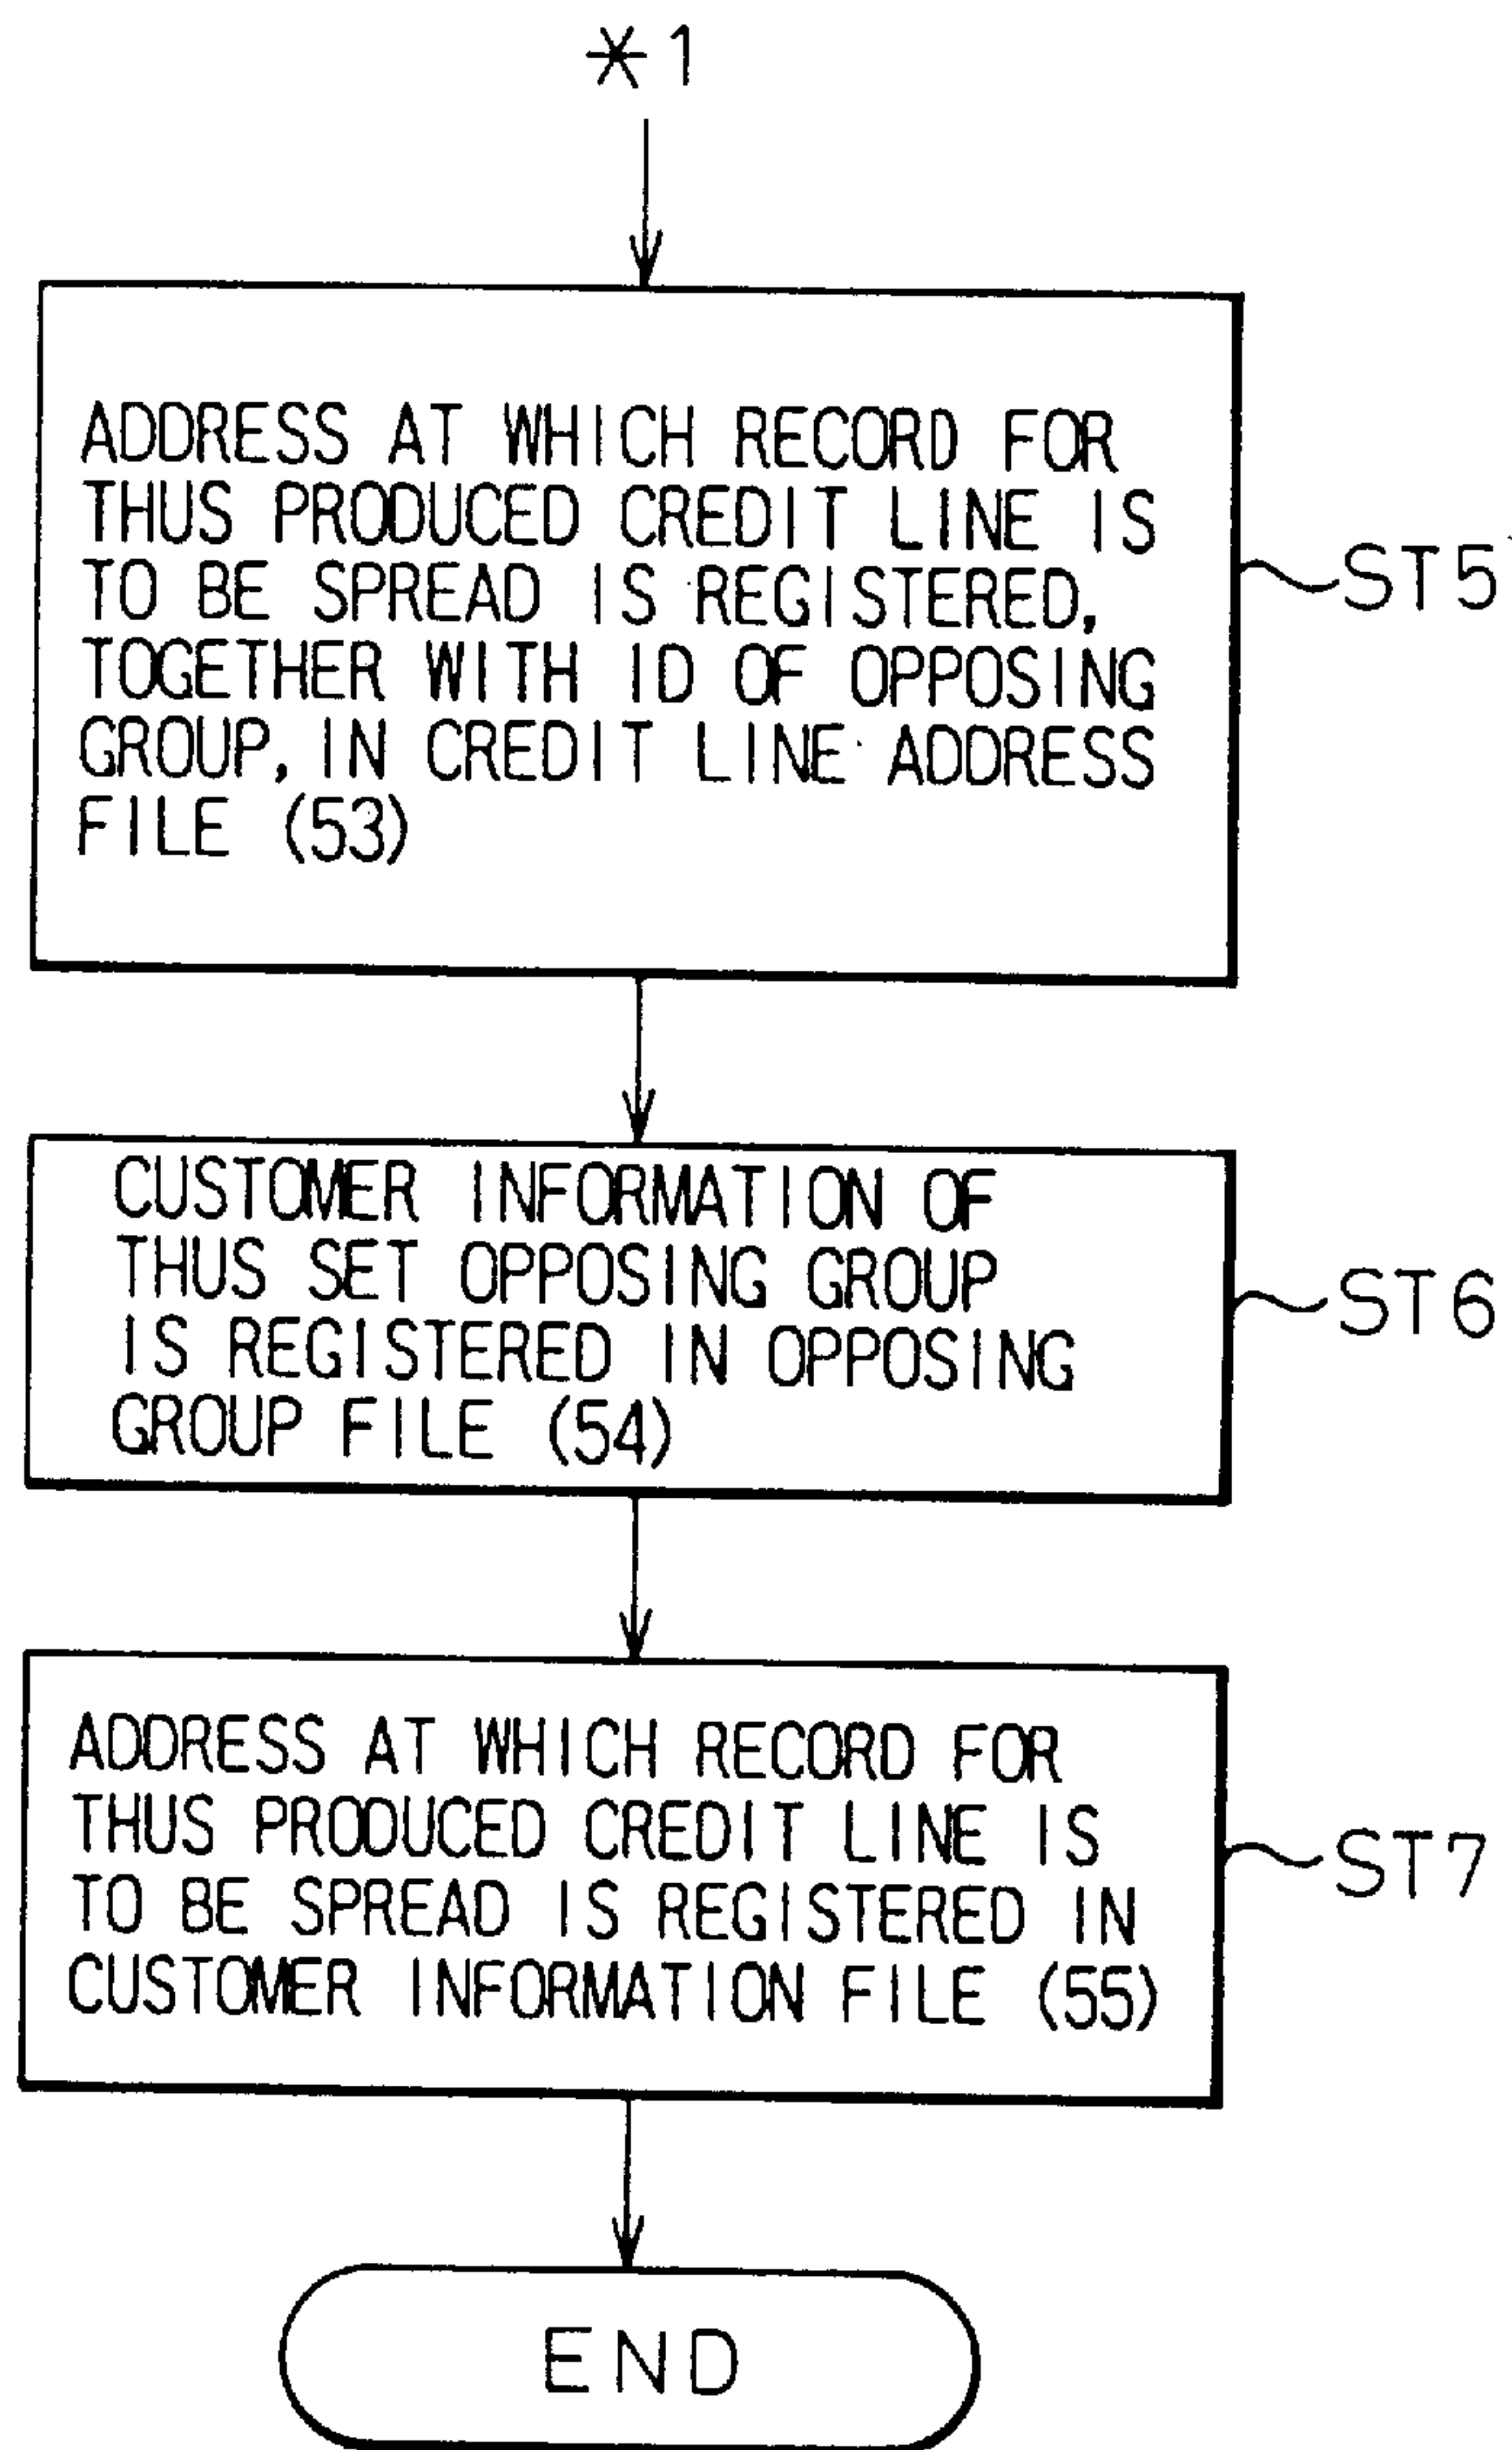 *1
ADDRESS AT WHICH RECORD FOR
THUS PRODUCED CREDIT LINE IS
TO BE SPREAD IS REGISTERED,
TOGETHER WITH ID OF OPPOSING
GROUP, IN CREDIT LINE ADDRESS
FILE (53)
ST5
CUSTOMER INFORMATION OF
THUS SET OPPOSING GROUP
IS REGISTERED IN OPPOSING
GROUP FILE (54)
ST6
ADDRESS AT WHICH RECORD FOR
THUS PRODUCED CREDIT LINE IS
TO BE SPREAD IS REGISTERED IN
CUSTOMER INFORMATION FILE (55)
ST7
END